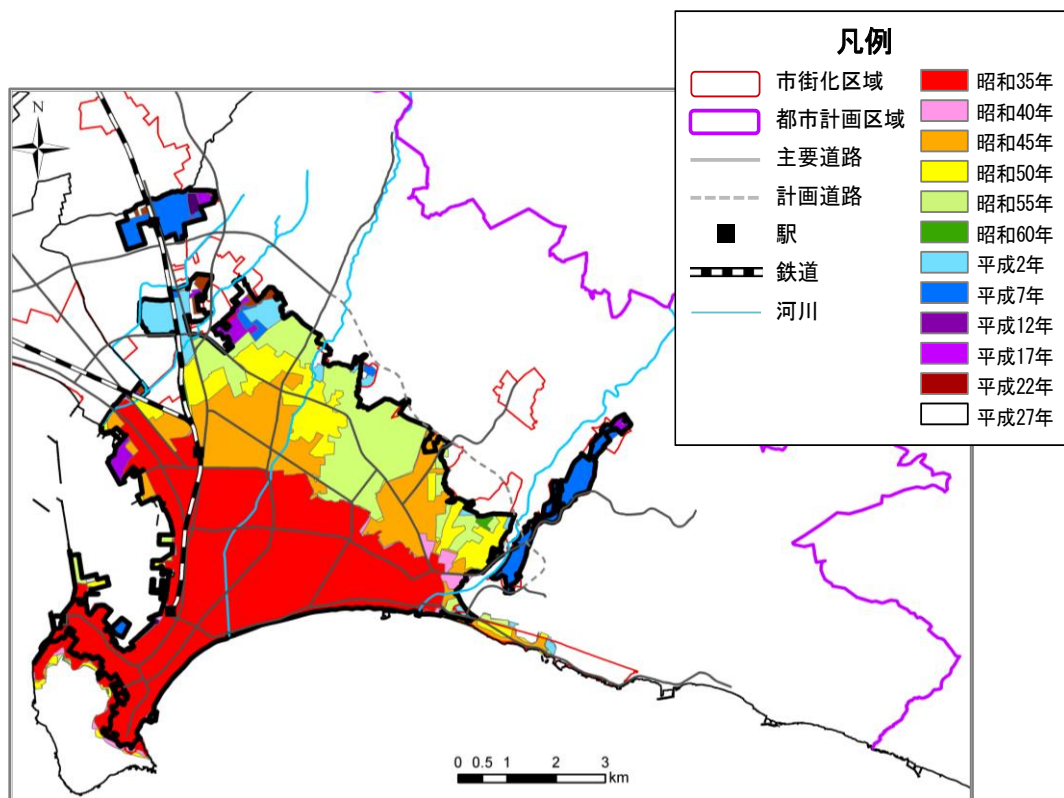 凡例
市街化区域
都市計画区域
主要道路
計画道路
駅
鉄道
河川
昭和35年
昭和40年
昭和45年
昭和50年
昭和55年
昭和60年
平成2年
平成7年
平成12年
平成17年
平成22年
平成27年
N
0 0.5 1 2 3
km